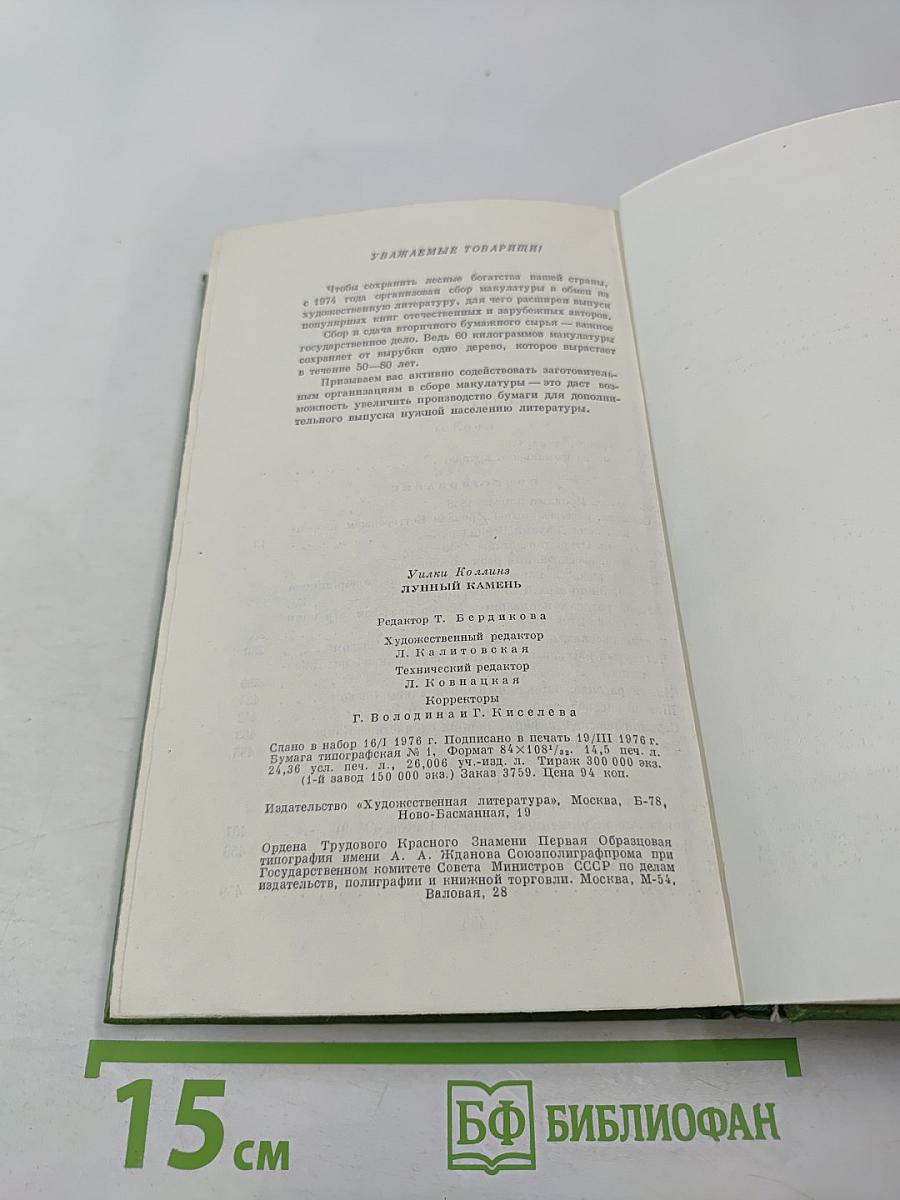 УВАЖАЕМЫЕ ТОВАРИЩИ!
Чтобы сохранить лесные богатства нашей страны,
с 1974 года организован сбор макулатуры в обмен на
художественную литературу, для чего расширен выпуск
популярных книг отечественных и зарубежных авторов.
Сбор и сдача вторичного бумажного сырья — важное
государственное дело. Ведь 60 килограммов макулатуры
сохраняет от вырубки одно дерево, которое вырастает
в течение 50—80 лет.
Призываем вас активно содействовать заготовитель-
ным организациям в сборе макулатуры — это даст воз-
можность увеличить производство бумаги для дополни-
тельного выпуска нужной населению литературы.
Уилки Коллинз
ЛУННЫЙ КАМЕНЬ
Редактор Т. Бердикова
Художественный редактор
Л. Калитовская
Технический редактор
Л. Ковнацкая
Корректоры
Г. Володина и Г. Киселева
Сдано в набор 16/I 1976 г. Подписано в печать 19/III 1976 г.
Бумага типографская № 1, Формат 84×108¹/₃₂. 14,5 печ. л.
24,36 усл. печ. л., 26,006 уч.-изд. л. Тираж 300 000 экз.
(1-й завод 150 000 экз.) Заказ 3759. Цена 94 коп.
Издательство «Художественная литература», Москва, Б-78,
Ново-Басманная, 19
Ордена Трудового Красного Знамени Первая Образцовая
типография имени А. А. Жданова Союзполиграфпрома при
Государственном комитете Совета Министров СССР по делам
издательств, полиграфии и книжной торговли. Москва, М-54,
Валовая, 28
15 см
БФ БИБЛИОФАН